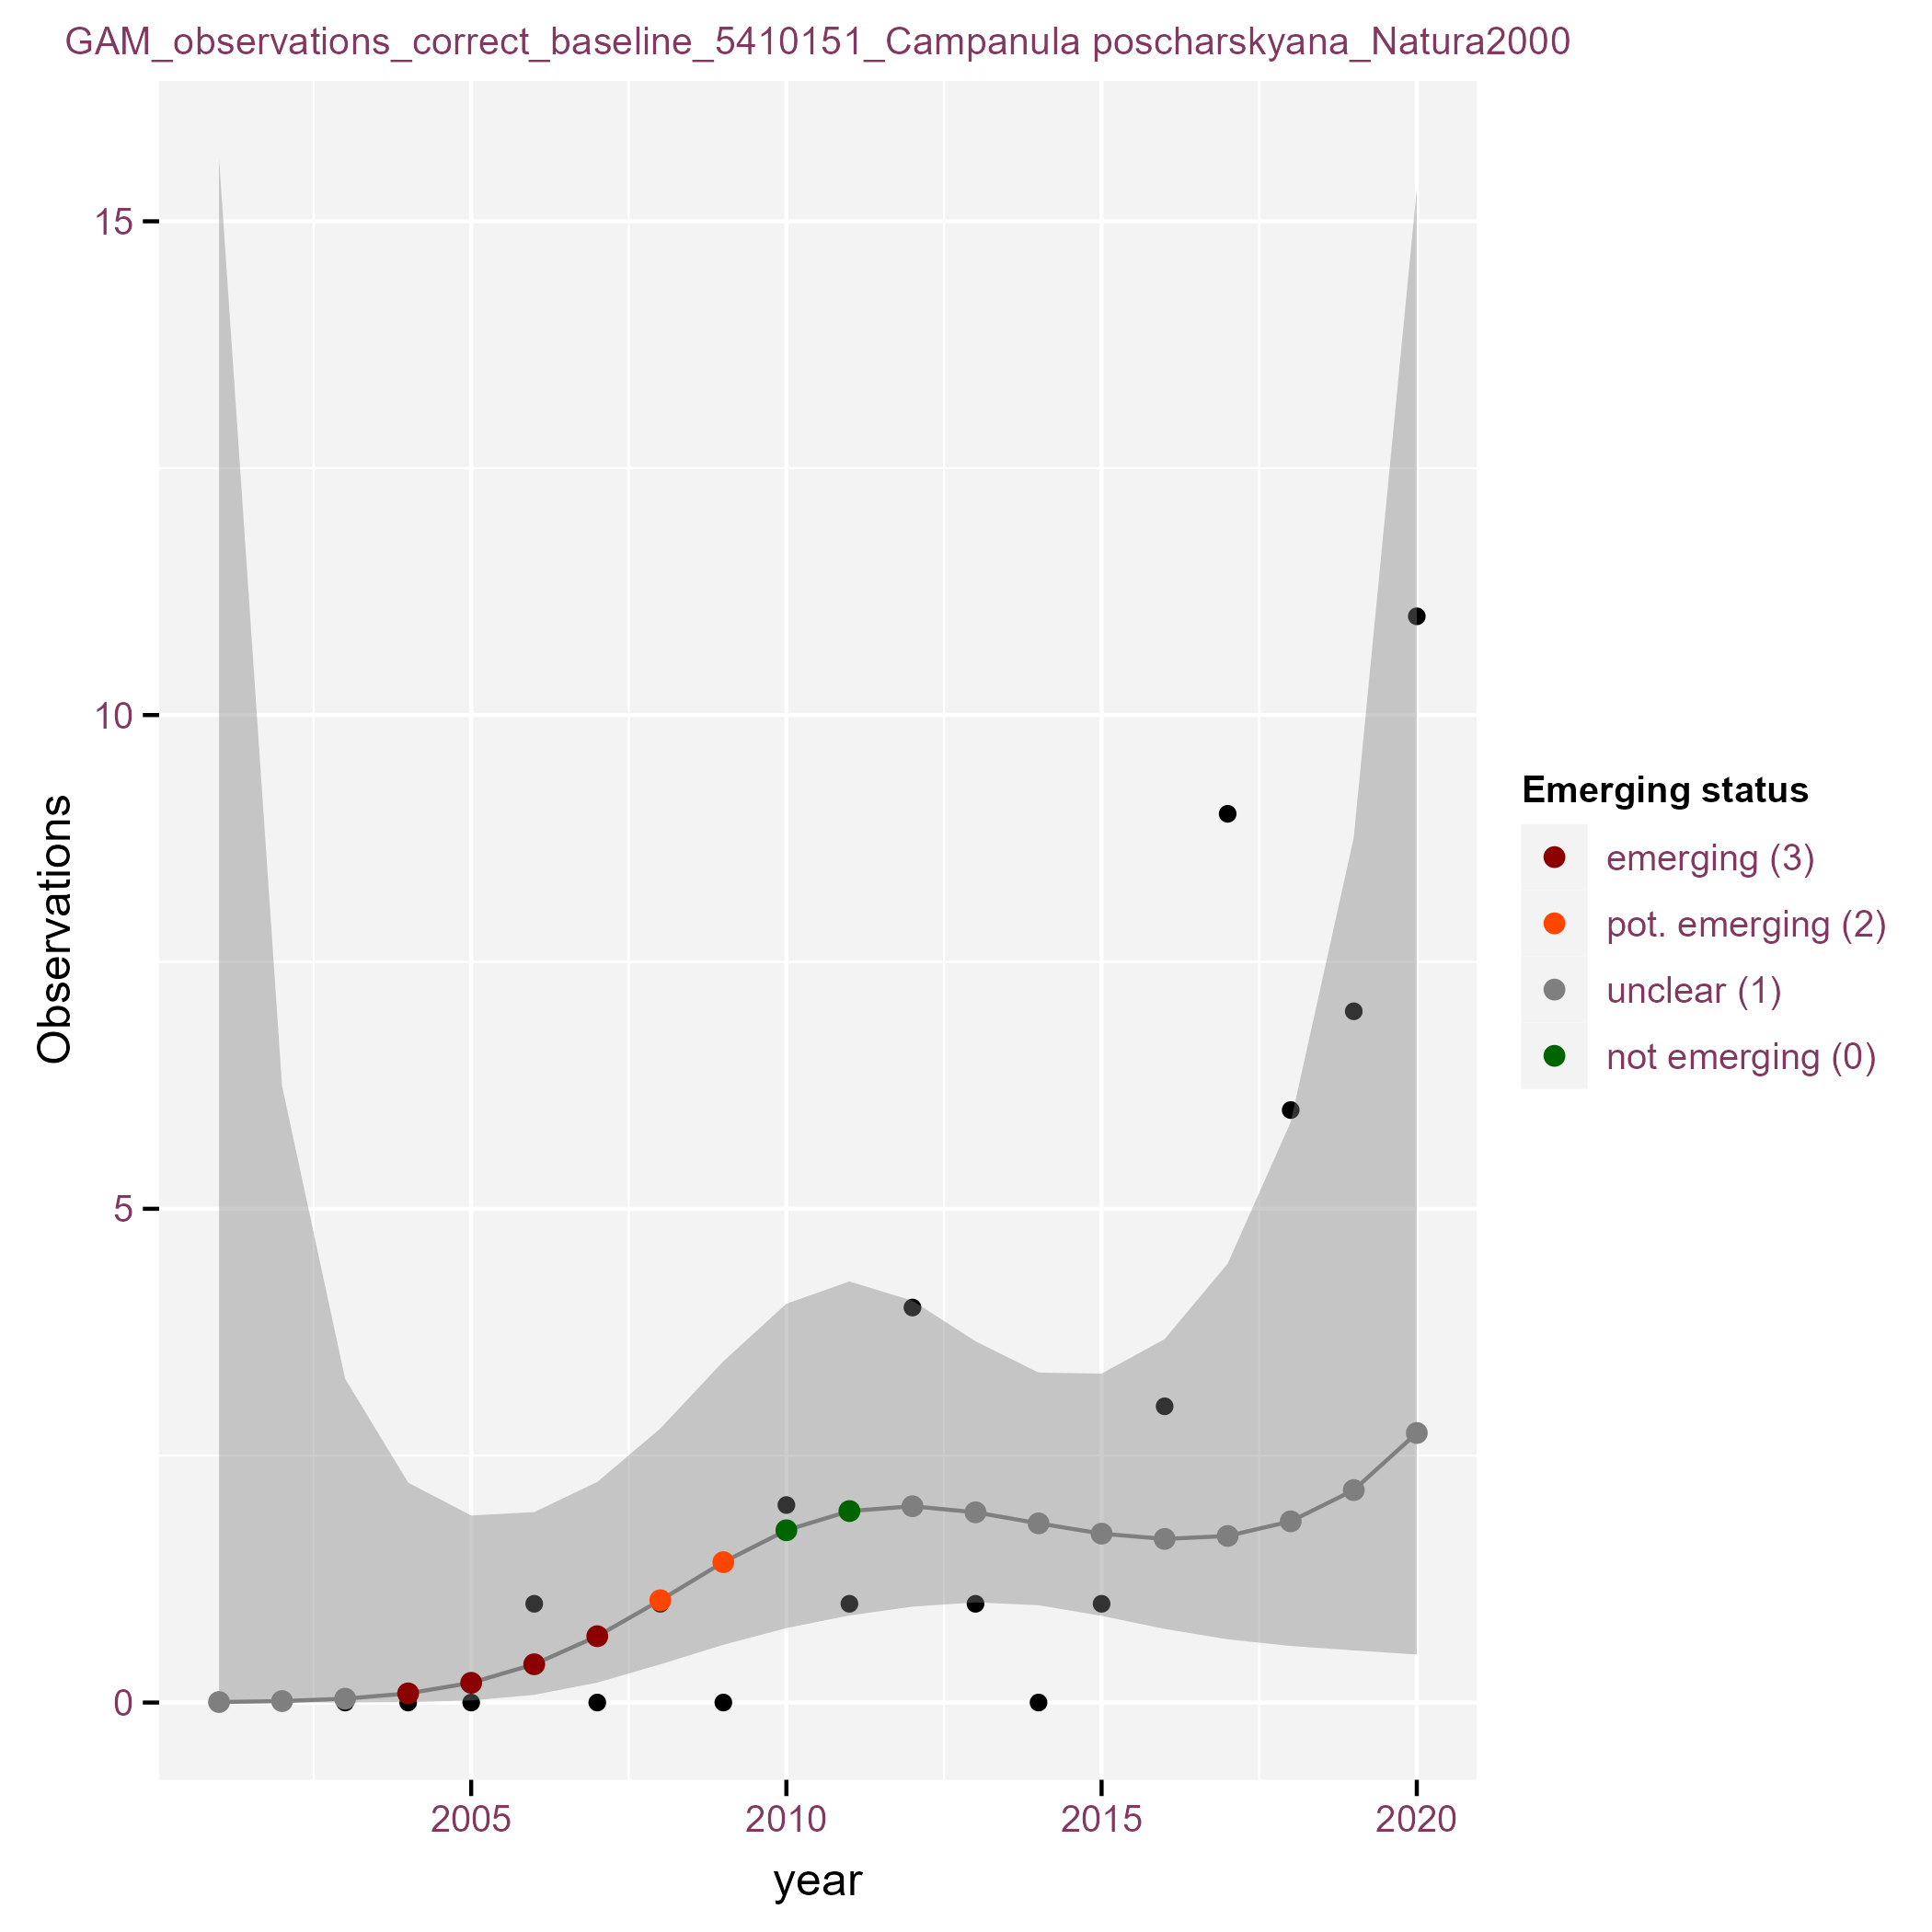 GAM_observations_correct_baseline_5410151_Campanula poscharskyana_Natura2000
15
10
5
0
Observations
2005 2010 2015 2020
year
Emerging status
emerging (3)
pot. emerging (2)
unclear (1)
not emerging (0)